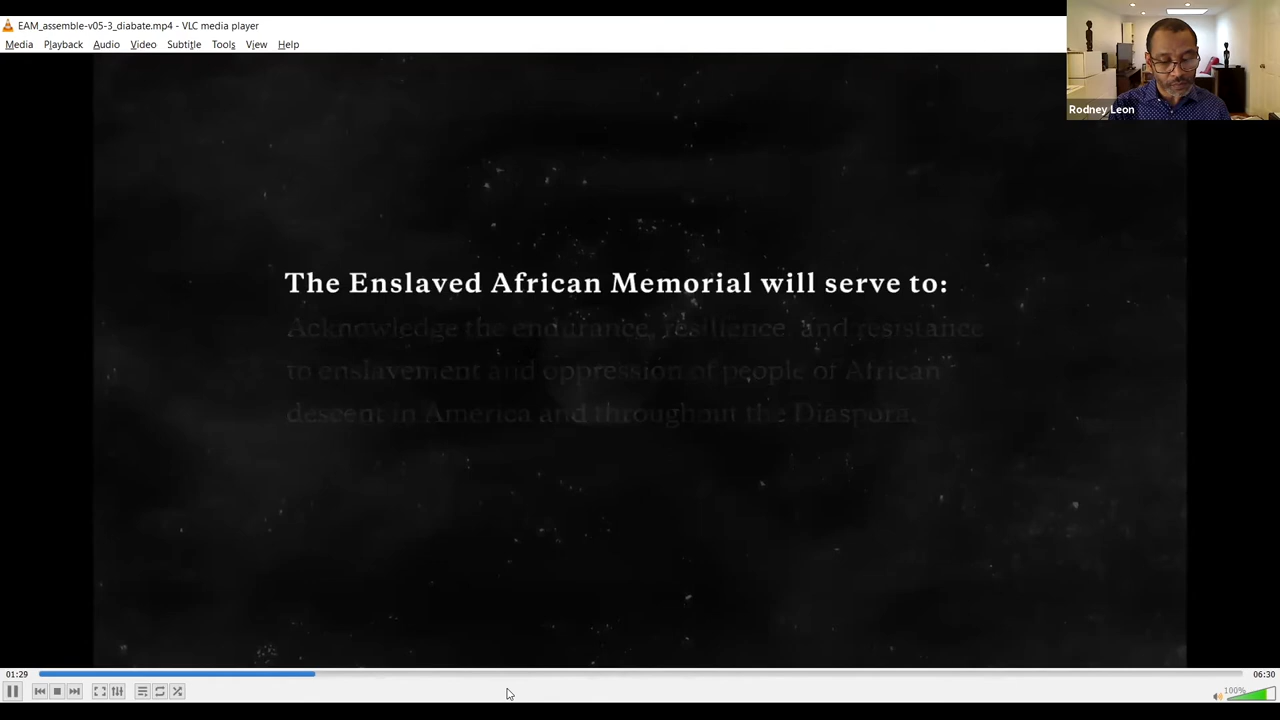 EAM_assemble-v05-3_diabate.mp4 - VLC media player
Media Playback Audio Video Subtitle Tools View Help
Rodney Leon
The Enslaved African Memorial will serve to:
Acknowledge the endurance, resilience and resistance
to enslavement and oppression of people of African
descent in America and throughout the Diaspora.
01:29
06:30
100%